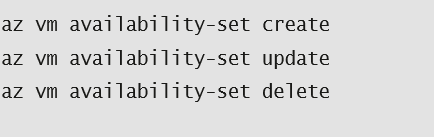 az vm availability-set create
az vm availability-set update
az vm availability-set delete